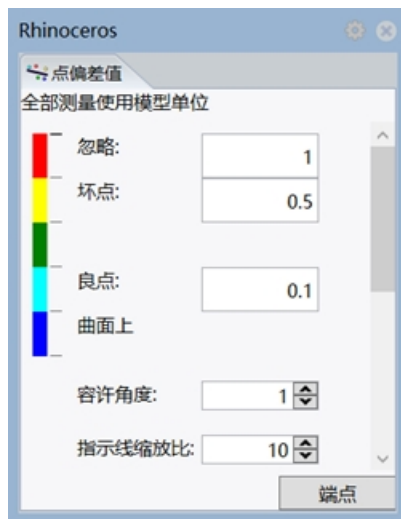 Rhinoceros
点偏差值
全部测量使用模型单位
忽略:
1
坏点:
0.5
良点:
0.1
曲面上
容许角度:
1
指示线缩放比:
10
端点